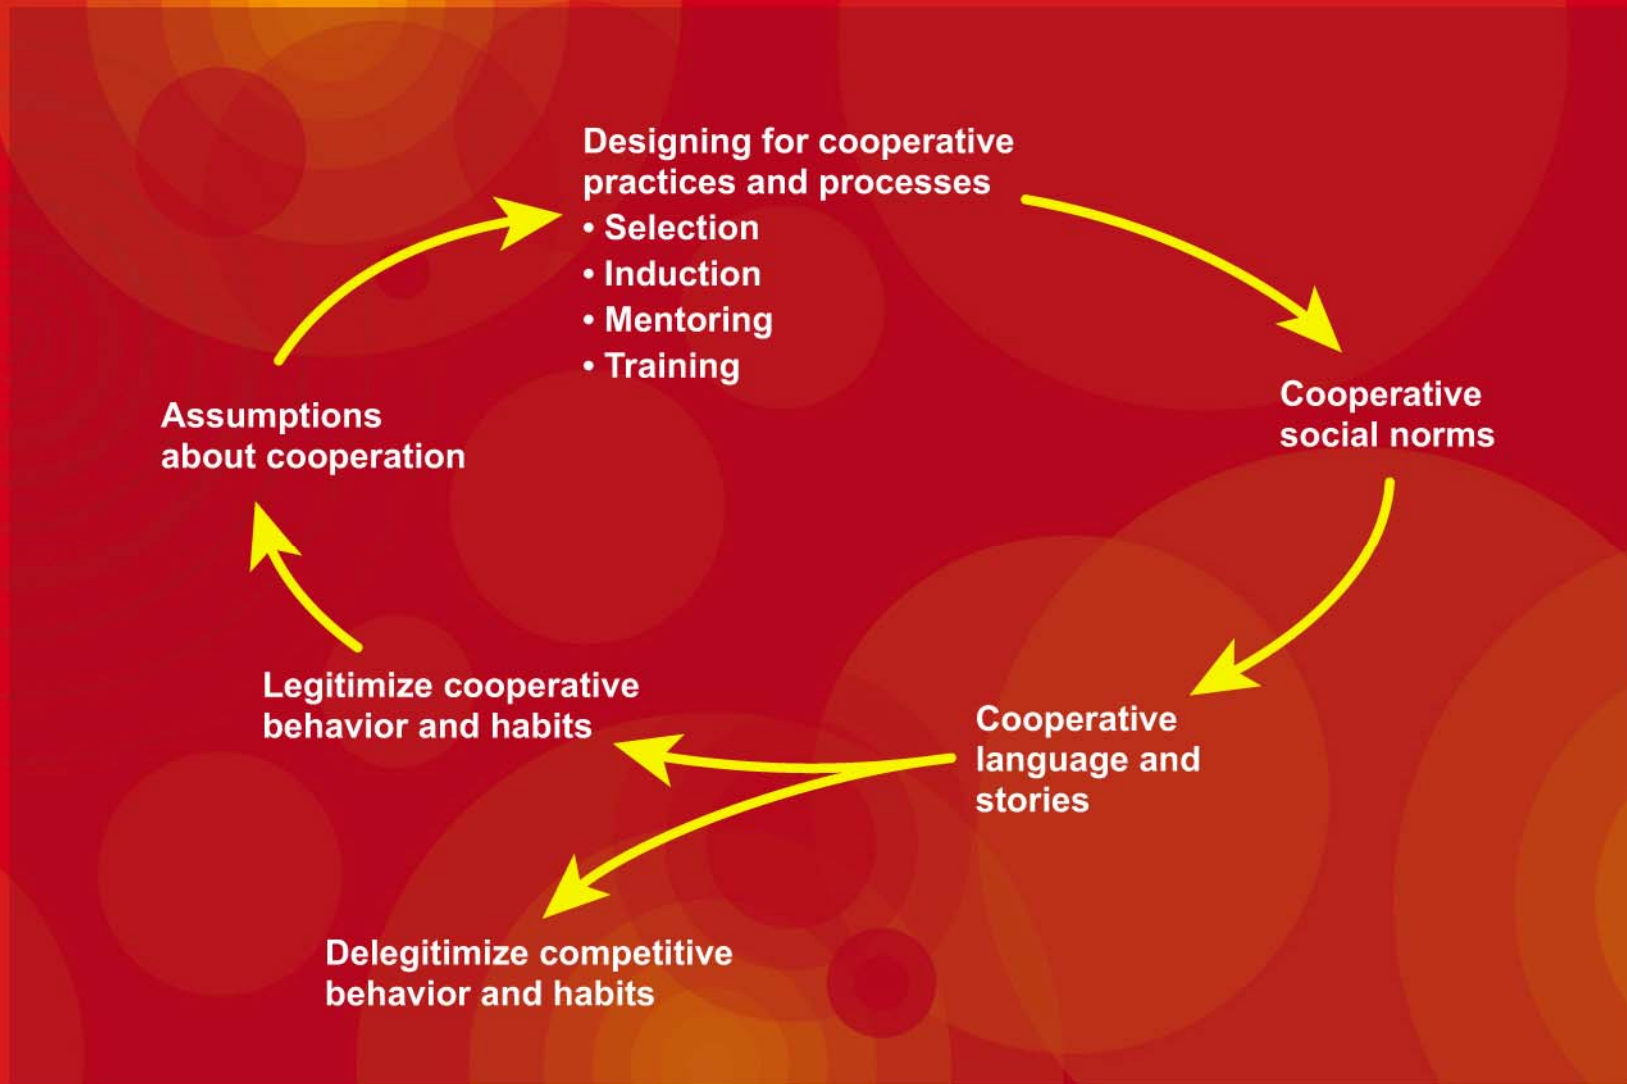 Designing for cooperative
practices and processes
• Selection
• Induction
• Mentoring
• Training
Cooperative
social norms
Assumptions
about cooperation
Legitimize cooperative
behavior and habits
Cooperative
language and
stories
Delegitimize competitive
behavior and habits